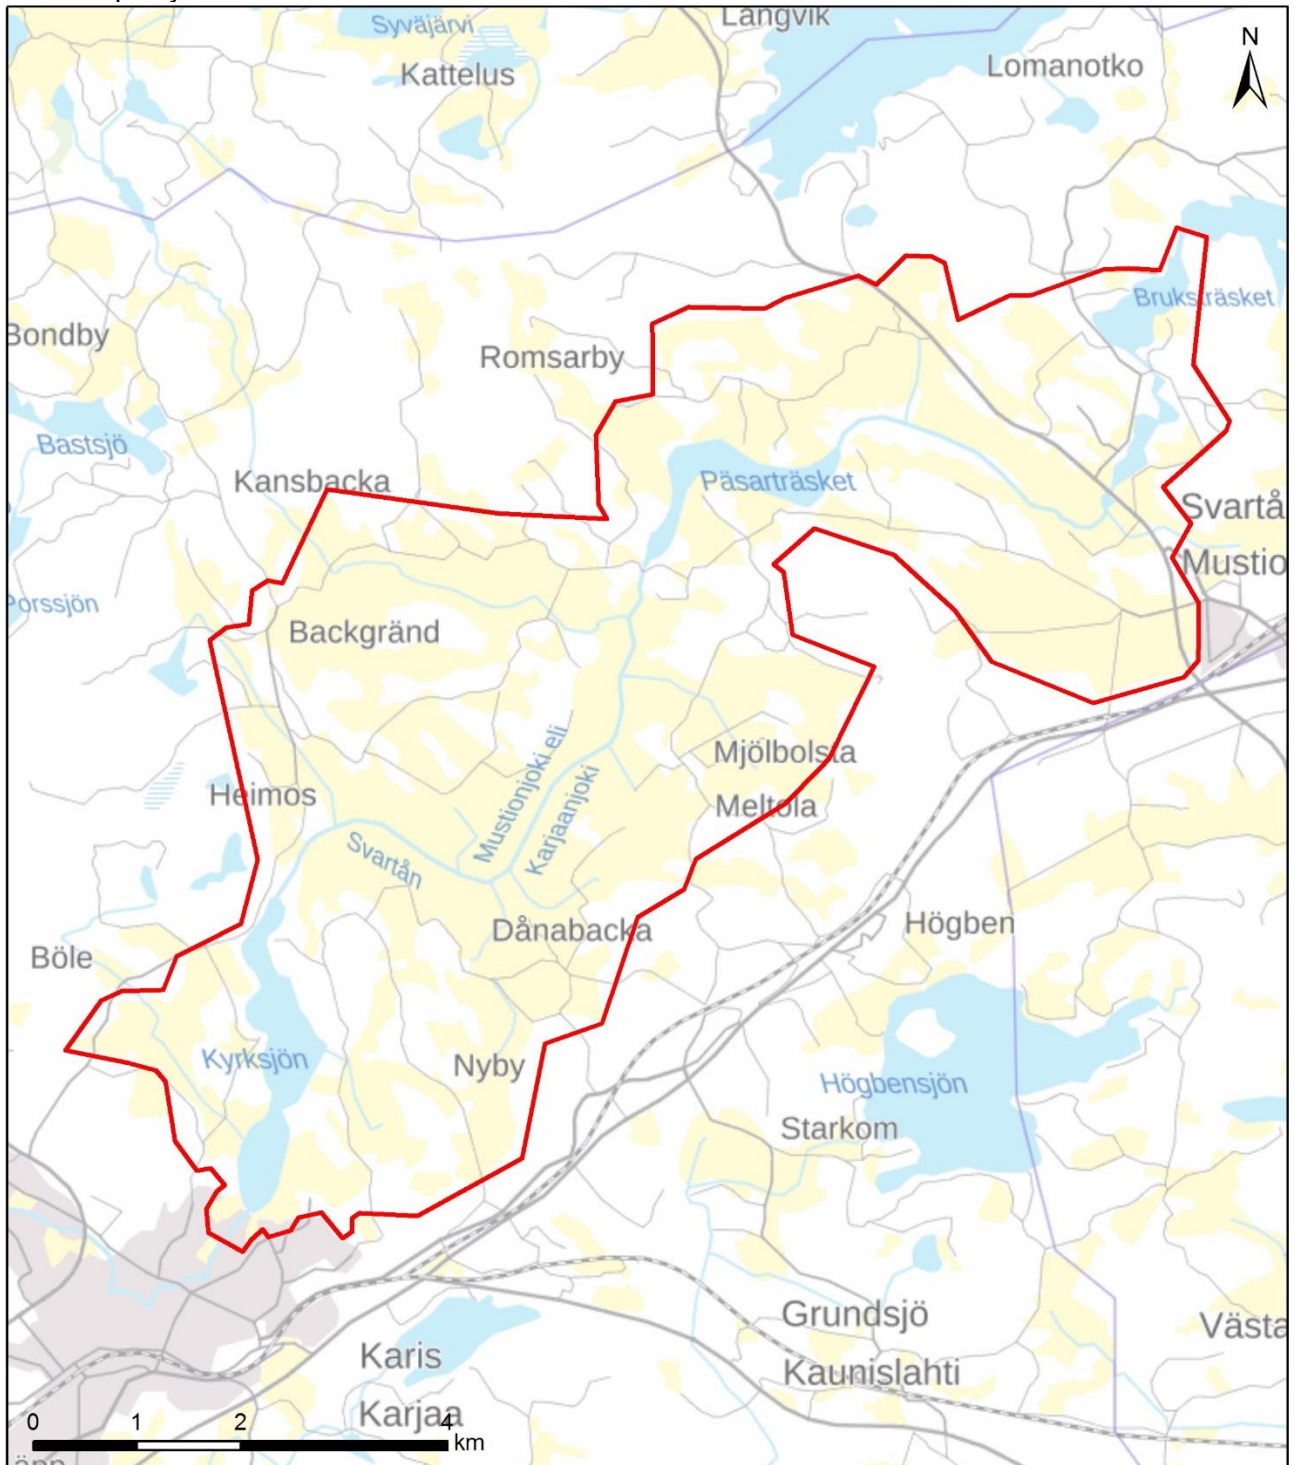 Långvik
Syväjärvi
Kattelus
Lomanotko
N
Bruksträsket
Bondby
Romsarby
Bastsjö
Kansbacka
Päsarträsket
Svartå
Mustio
Porssjön
Backgränd
Mustionjoki eli
Karjaanjoki
Mjölbolsta
Meltola
Heimos
Svartån
Dånabacka
Högben
Böle
Kyrksjön
Nyby
Högbensjön
Starkom
Grundsjö
Kaunislahti
Västa
Karis
Karjaa
0 1 2 4
km